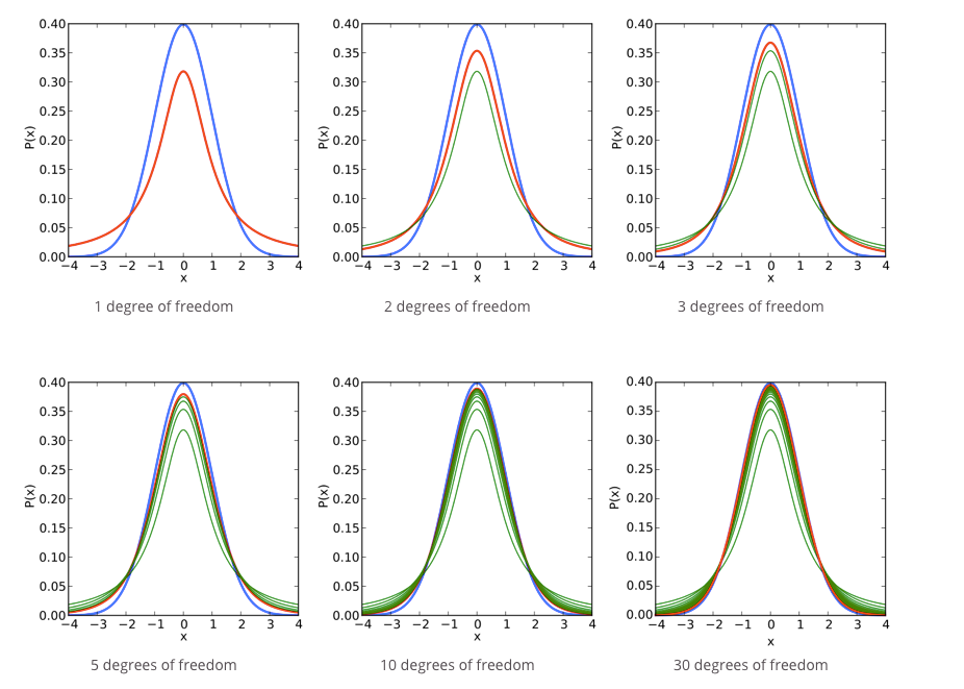 0.40 0.40 0.40
0.35 0.35 0.35
0.30 0.30 0.30
0.25 0.25 0.25
P(x) 0.20 P(x) 0.20 P(x) 0.20
0.15 0.15 0.15
0.10 0.10 0.10
0.05 0.05 0.05
0.00 0.00 0.00
−4 −3 −2 −1 0 1 2 3 4 −4 −3 −2 −1 0 1 2 3 4 −4 −3 −2 −1 0 1 2 3 4
x x x
1 degree of freedom 2 degrees of freedom 3 degrees of freedom
0.40 0.40 0.40
0.35 0.35 0.35
0.30 0.30 0.30
0.25 0.25 0.25
P(x) 0.20 P(x) 0.20 P(x) 0.20
0.15 0.15 0.15
0.10 0.10 0.10
0.05 0.05 0.05
0.00 0.00 0.00
−4 −3 −2 −1 0 1 2 3 4 −4 −3 −2 −1 0 1 2 3 4 −4 −3 −2 −1 0 1 2 3 4
x x x
5 degrees of freedom 10 degrees of freedom 30 degrees of freedom